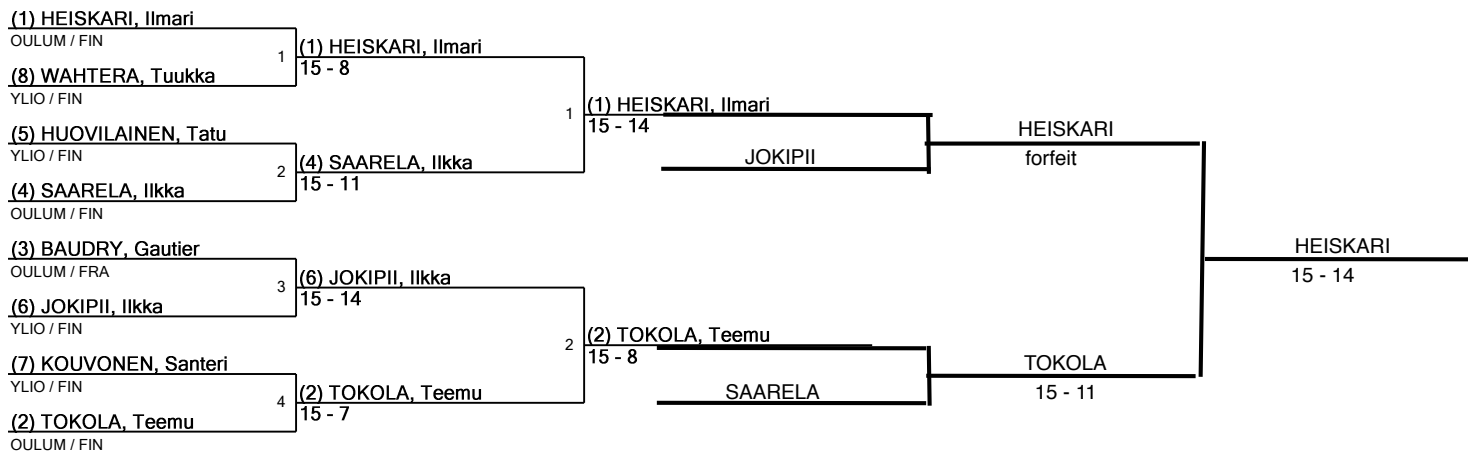 (1) HEISKARI, Ilmari
OULUM / FIN
(8) WAHTERA, Tuukka
YLIO / FIN
(5) HUOVILAINEN, Tatu
YLIO / FIN
(4) SAARELA, Ilkka
OULUM / FIN
(3) BAUDRY, Gautier
OULUM / FRA
(6) JOKIPII, Ilkka
YLIO / FIN
(7) KOUVONEN, Santeri
YLIO / FIN
(2) TOKOLA, Teemu
OULUM / FIN
1
(1) HEISKARI, Ilmari
15 - 8
2
(4) SAARELA, Ilkka
15 - 11
3
(6) JOKIPII, Ilkka
15 - 14
4
(2) TOKOLA, Teemu
15 - 7
1
(1) HEISKARI, Ilmari
15 - 14
JOKIPII
2
(2) TOKOLA, Teemu
15 - 8
SAARELA
HEISKARI
forfeit
TOKOLA
15 - 11
HEISKARI
15 - 14